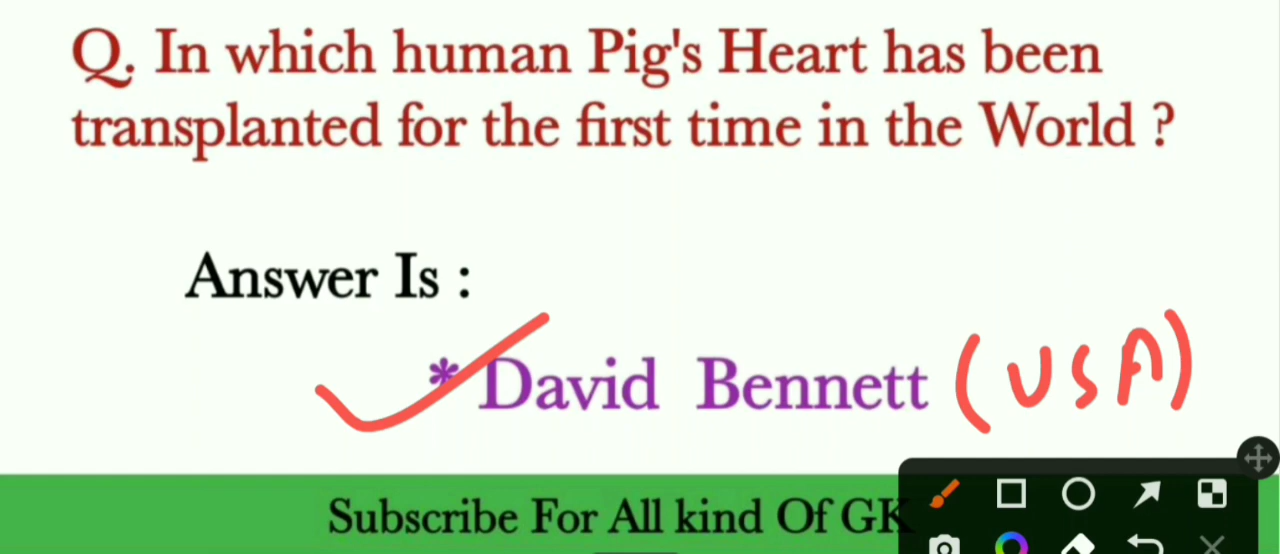 Q. In which human Pig's Heart has been
transplanted for the first time in the World ?
Answer Is :
* David Bennett (USA)
Subscribe For All kind Of GK